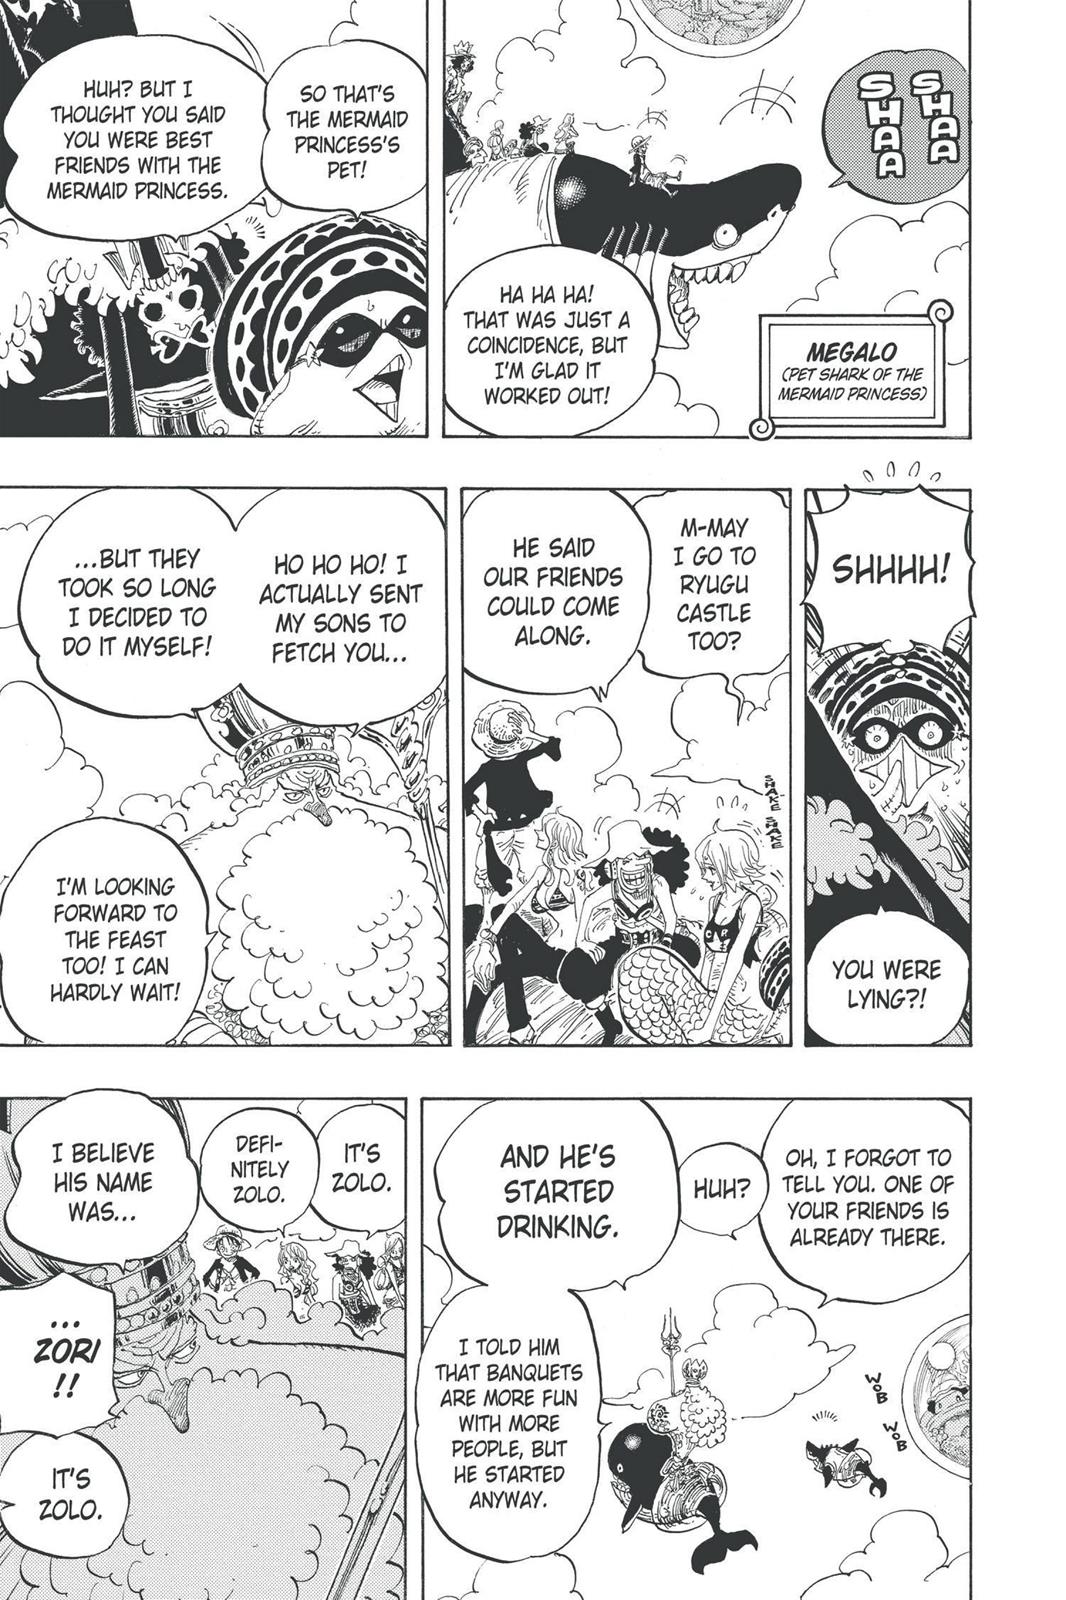 SHAA
SHAA
HA HA HA!
THAT WAS JUST A
COINCIDENCE, BUT
I'M GLAD IT
WORKED OUT!
MEGALO
(PET SHARK OF THE
MERMAID PRINCESS)
SO THAT'S
THE MERMAID
PRINCESS'S
PET!
HUH? BUT I
THOUGHT YOU SAID
YOU WERE BEST
FRIENDS WITH THE
MERMAID PRINCESS.
SHHHH!
YOU WERE
LYING?!
M-MAY
I GO TO
RYUGU
CASTLE
TOO?
SHAKE SHAKE
HE SAID
OUR FRIENDS
COULD COME
ALONG.
HO HO HO! I
ACTUALLY SENT
MY SONS TO
FETCH YOU...
...BUT THEY
TOOK SO LONG
I DECIDED TO
DO IT MYSELF!
I'M LOOKING
FORWARD TO
THE FEAST
TOO! I CAN
HARDLY WAIT!
OH, I FORGOT TO
TELL YOU. ONE OF
YOUR FRIENDS IS
ALREADY THERE.
HUH?
AND HE'S
STARTED
DRINKING.
I TOLD HIM
THAT BANQUETS
ARE MORE FUN
WITH MORE
PEOPLE, BUT
HE STARTED
ANYWAY.
WOB
WOB
IT'S
ZOLO.
DEFI-
NITELY
ZOLO.
I BELIEVE
HIS NAME
WAS...
...
ZORI
!!
IT'S
ZOLO.
C R